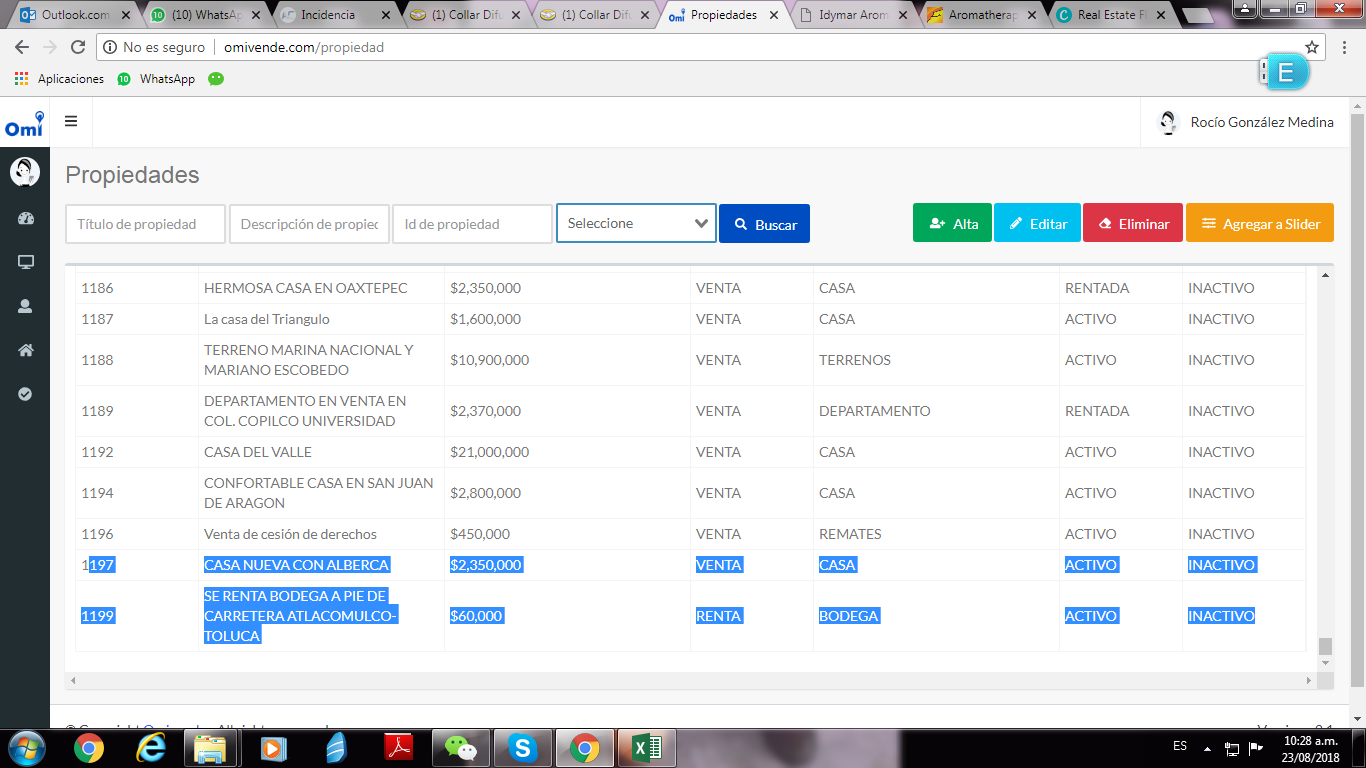 Outlook.com
(10) WhatsAp
Incidencia
(1) Collar Difu
(1) Collar Difu
Omi Propiedades
Idymar Arom
Aromatherap
C Real Estate F
No es seguro | omivende.com/propiedad
Aplicaciones 10 WhatsApp
E
Omi
Rocío González Medina
Propiedades
Título de propiedad
Descripción de propiec
Id de propiedad
Seleccione
Buscar
Alta
Editar
Eliminar
Agregar a Slider
1186 HERMOSA CASA EN OAXTEPEC $2,350,000 VENTA CASA RENTADA INACTIVO
1187 La casa del Triangulo $1,600,000 VENTA CASA ACTIVO INACTIVO
TERRENO MARINA NACIONAL Y
1188 MARIANO ESCOBEDO $10,900,000 VENTA TERRENOS ACTIVO INACTIVO
DEPARTAMENTO EN VENTA EN
1189 COL. COPILCO UNIVERSIDAD $2,370,000 VENTA DEPARTAMENTO RENTADA INACTIVO
1192 CASA DEL VALLE $21,000,000 VENTA CASA ACTIVO INACTIVO
CONFORTABLE CASA EN SAN JUAN
1194 DE ARAGON $2,800,000 VENTA CASA ACTIVO INACTIVO
1196 Venta de cesión de derechos $450,000 VENTA REMATES ACTIVO INACTIVO
1197 CASA NUEVA CON ALBERCA $2,350,000 VENTA CASA ACTIVO INACTIVO
SE RENTA BODEGA A PIE DE
1199 CARRETERA ATLACOMULCO- $60,000 RENTA BODEGA ACTIVO INACTIVO
TOLUCA
ES
10:28 a.m.
23/08/2018